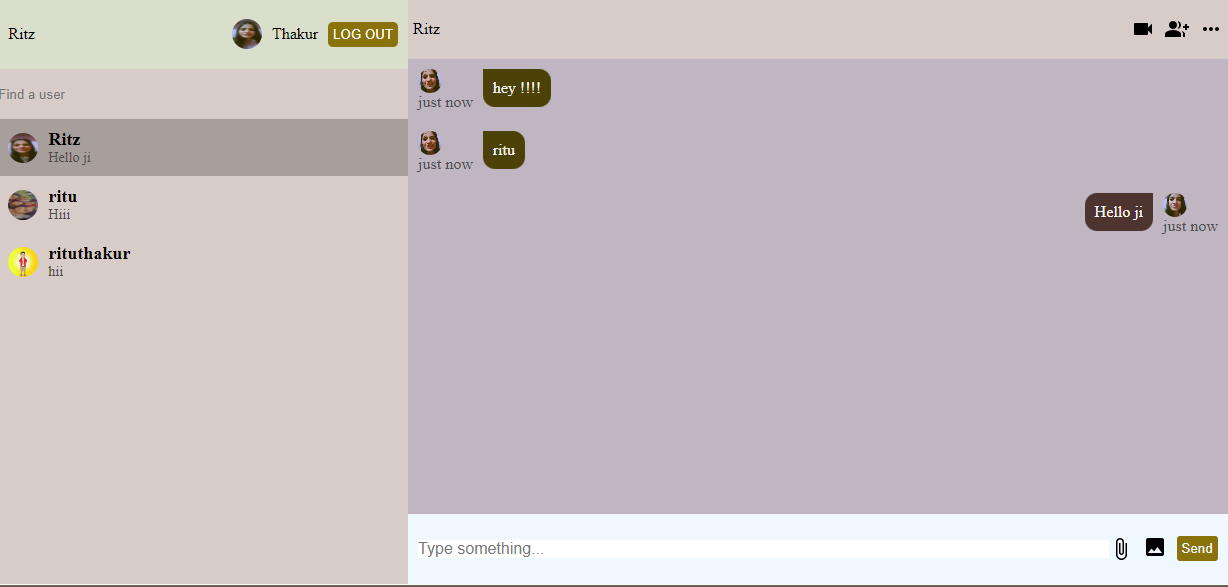 Ritz
Thakur
LOG OUT
Find a user
Ritz
Hello ji
ritu
Hiii
rituthakur
hii
Ritz
hey !!!!
just now
ritu
just now
Hello ji
just now
Type something...
Send